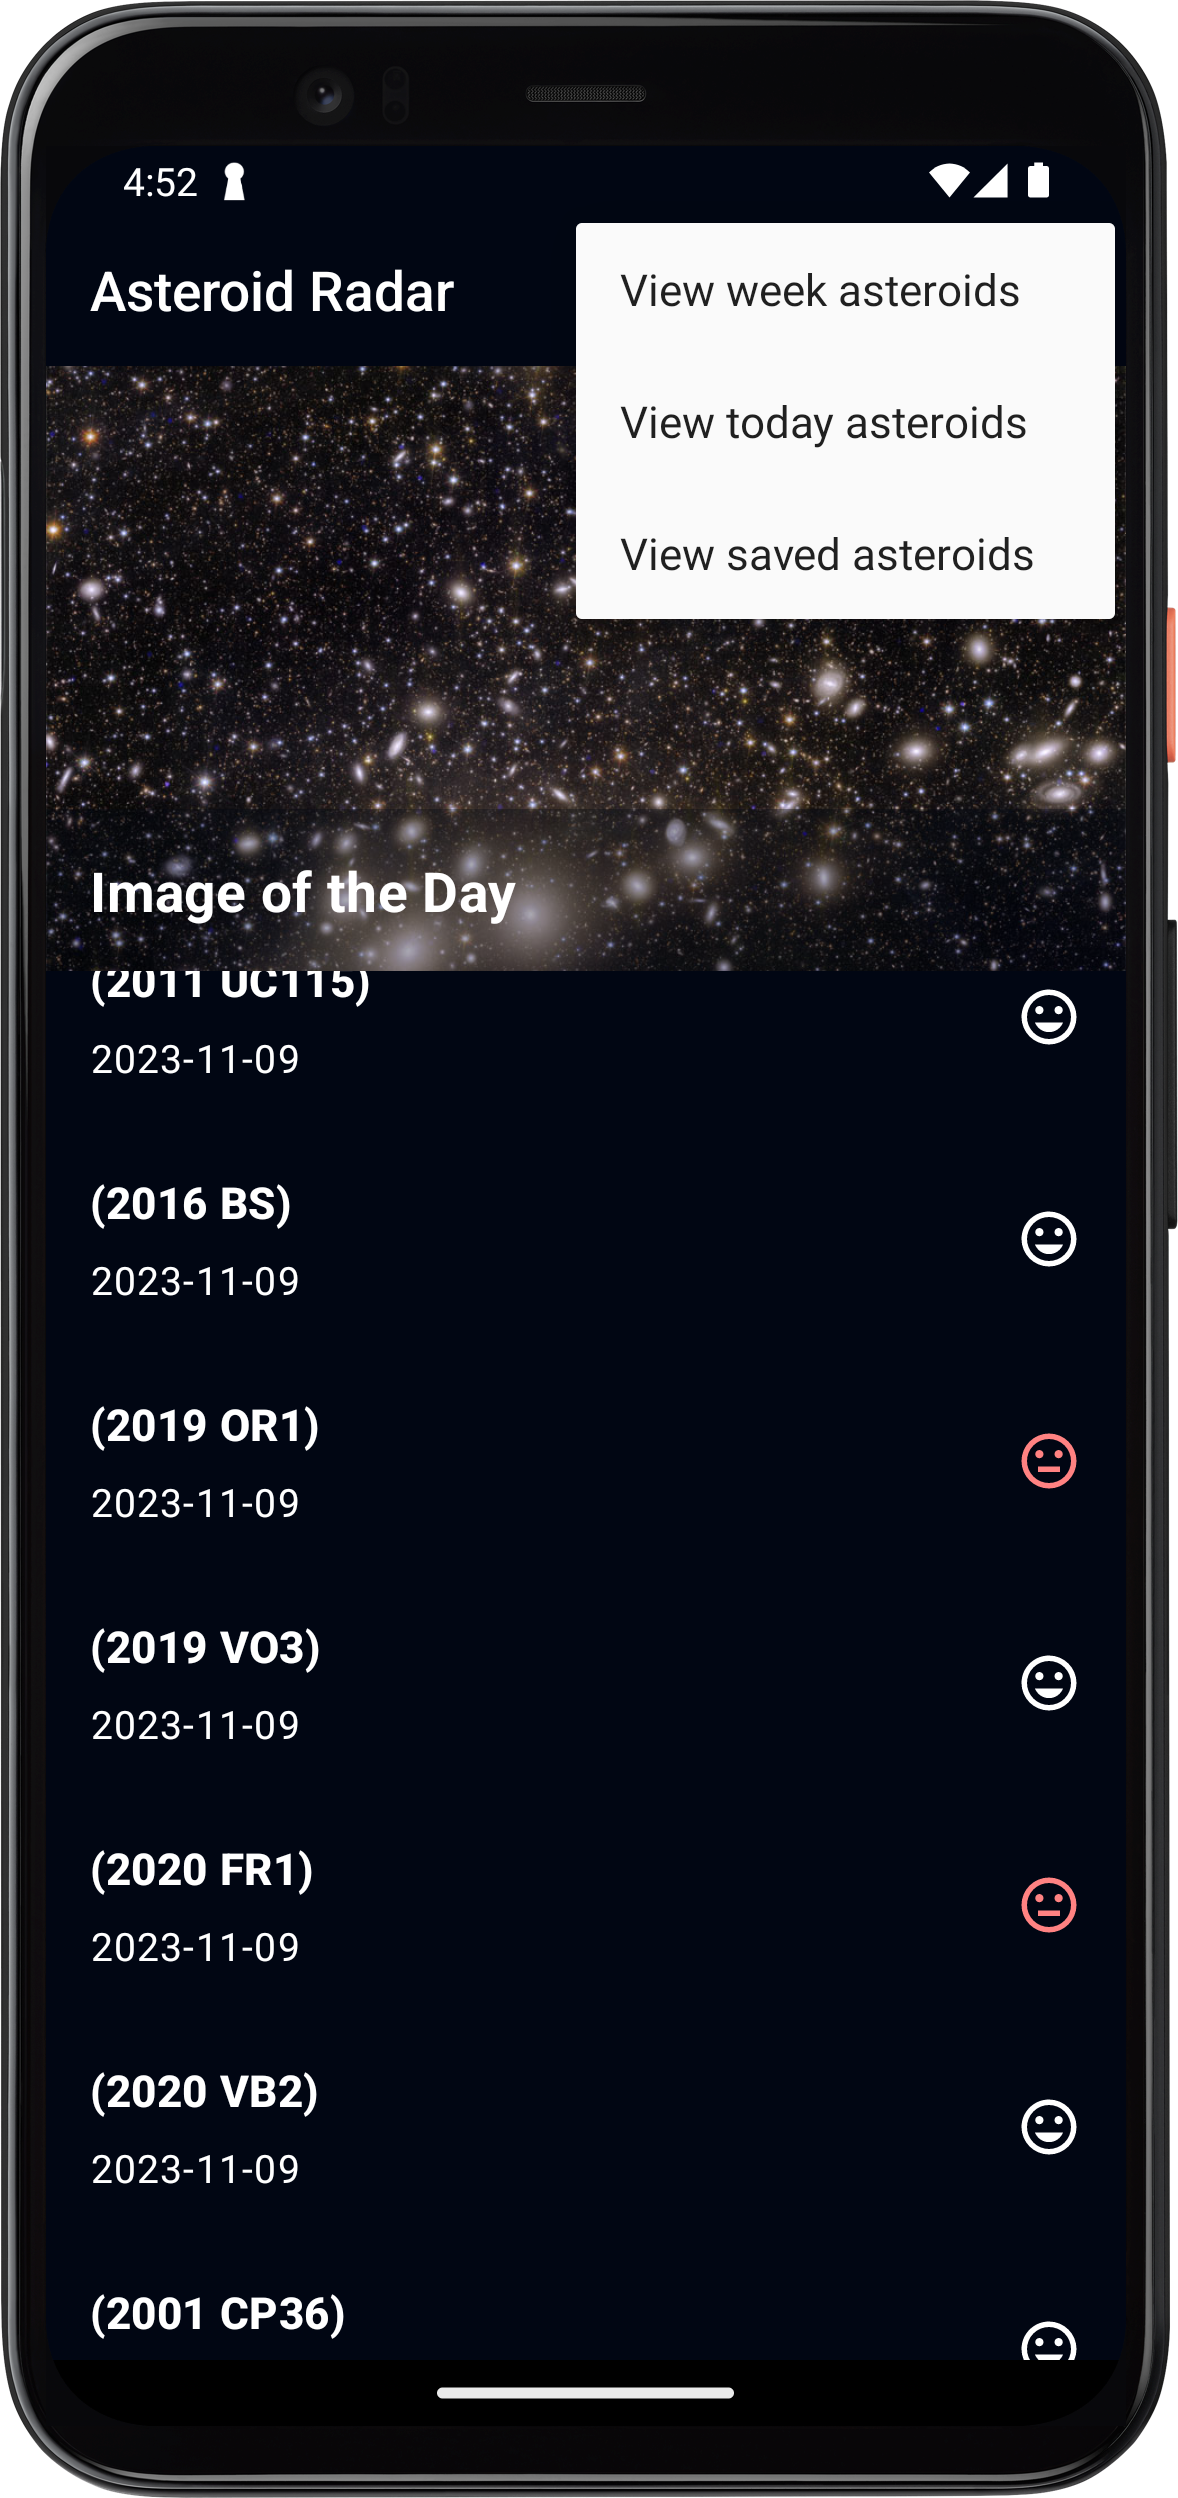 4:52
Asteroid Radar
View week asteroids
View today asteroids
View saved asteroids
Image of the Day
(2011 UC115)
2023-11-09
(2016 BS)
2023-11-09
(2019 OR1)
2023-11-09
(2019 VO3)
2023-11-09
(2020 FR1)
2023-11-09
(2020 VB2)
2023-11-09
(2001 CP36)